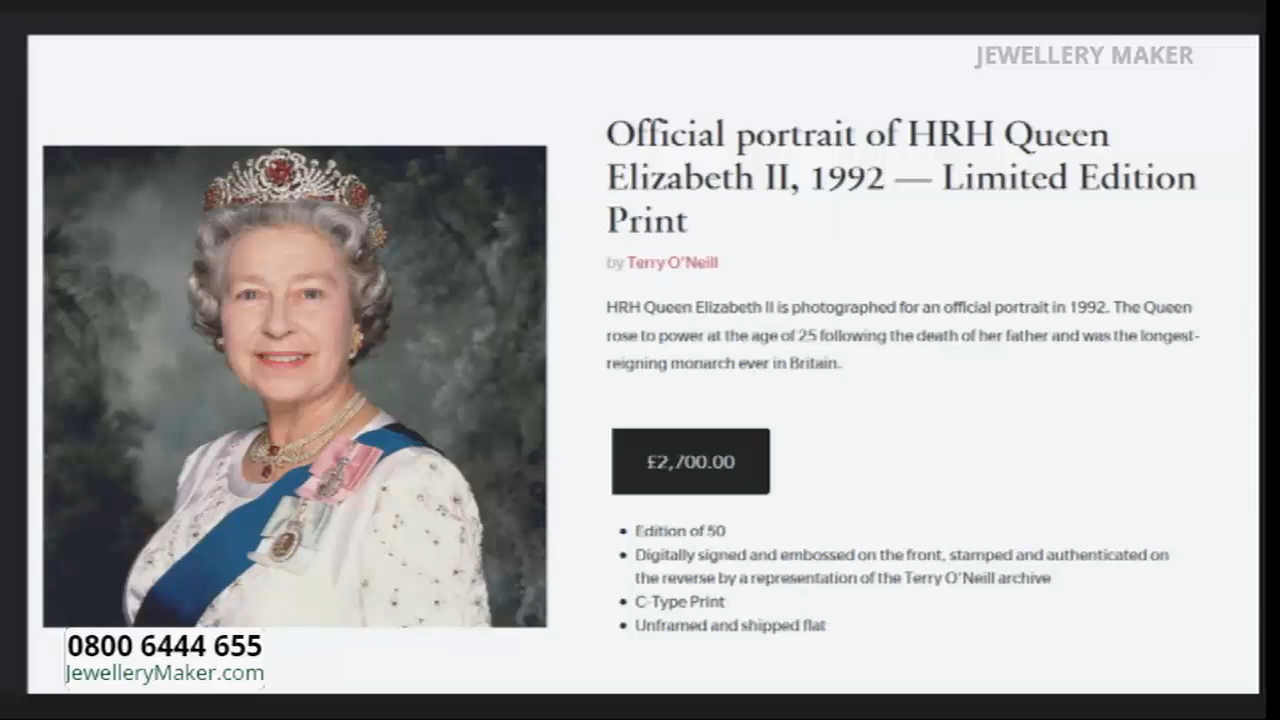 JEWELLERY MAKER
Official portrait of HRH Queen
Elizabeth II, 1992 — Limited Edition
Print
by Terry O'Neill
HRH Queen Elizabeth II is photographed for an official portrait in 1992. The Queen
rose to power at the age of 25 following the death of her father and was the longest-
reigning monarch ever in Britain.
£2,700.00
• Edition of 50
• Digitally signed and embossed on the front, stamped and authenticated on
the reverse by a representation of the Terry O'Neill archive
• C-Type Print
• Unframed and shipped flat
0800 6444 655
JewelleryMaker.com